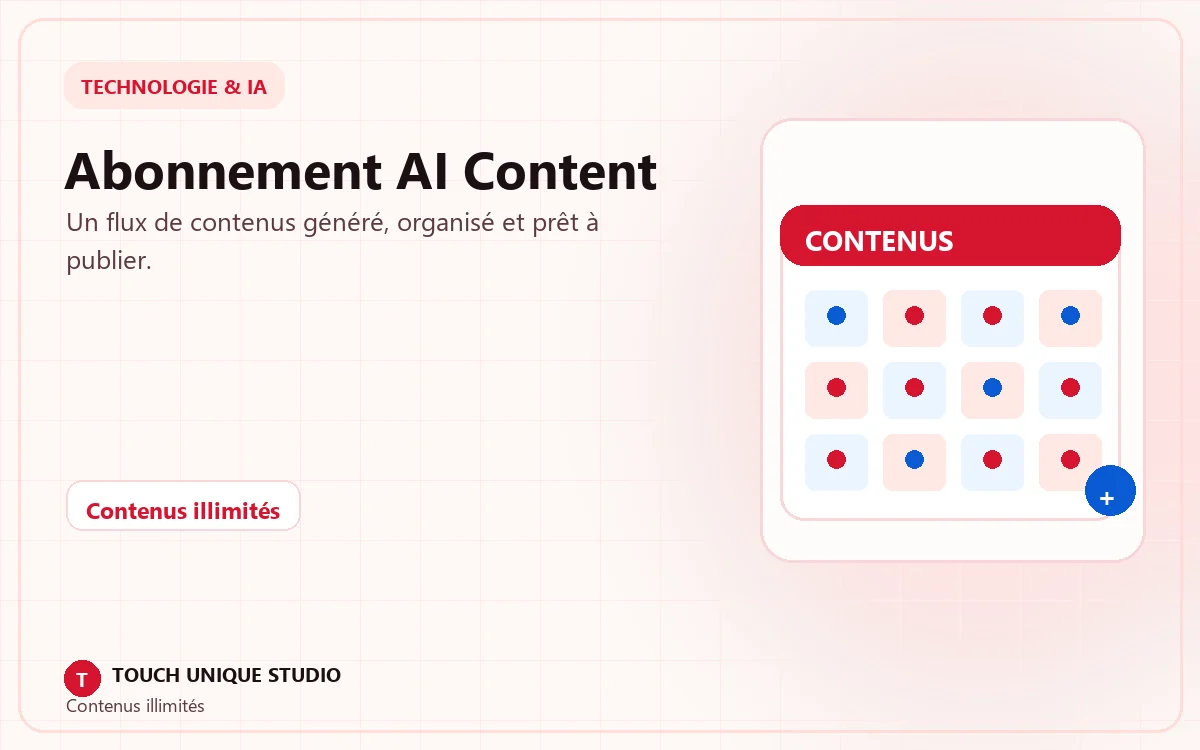 TECHNOLOGIE & IA
Abonnement AI Content
Un flux de contenus généré, organisé et prêt à
publier.
CONTENUS
+
Contenus illimités
T
TOUCH UNIQUE STUDIO
Contenus illimités